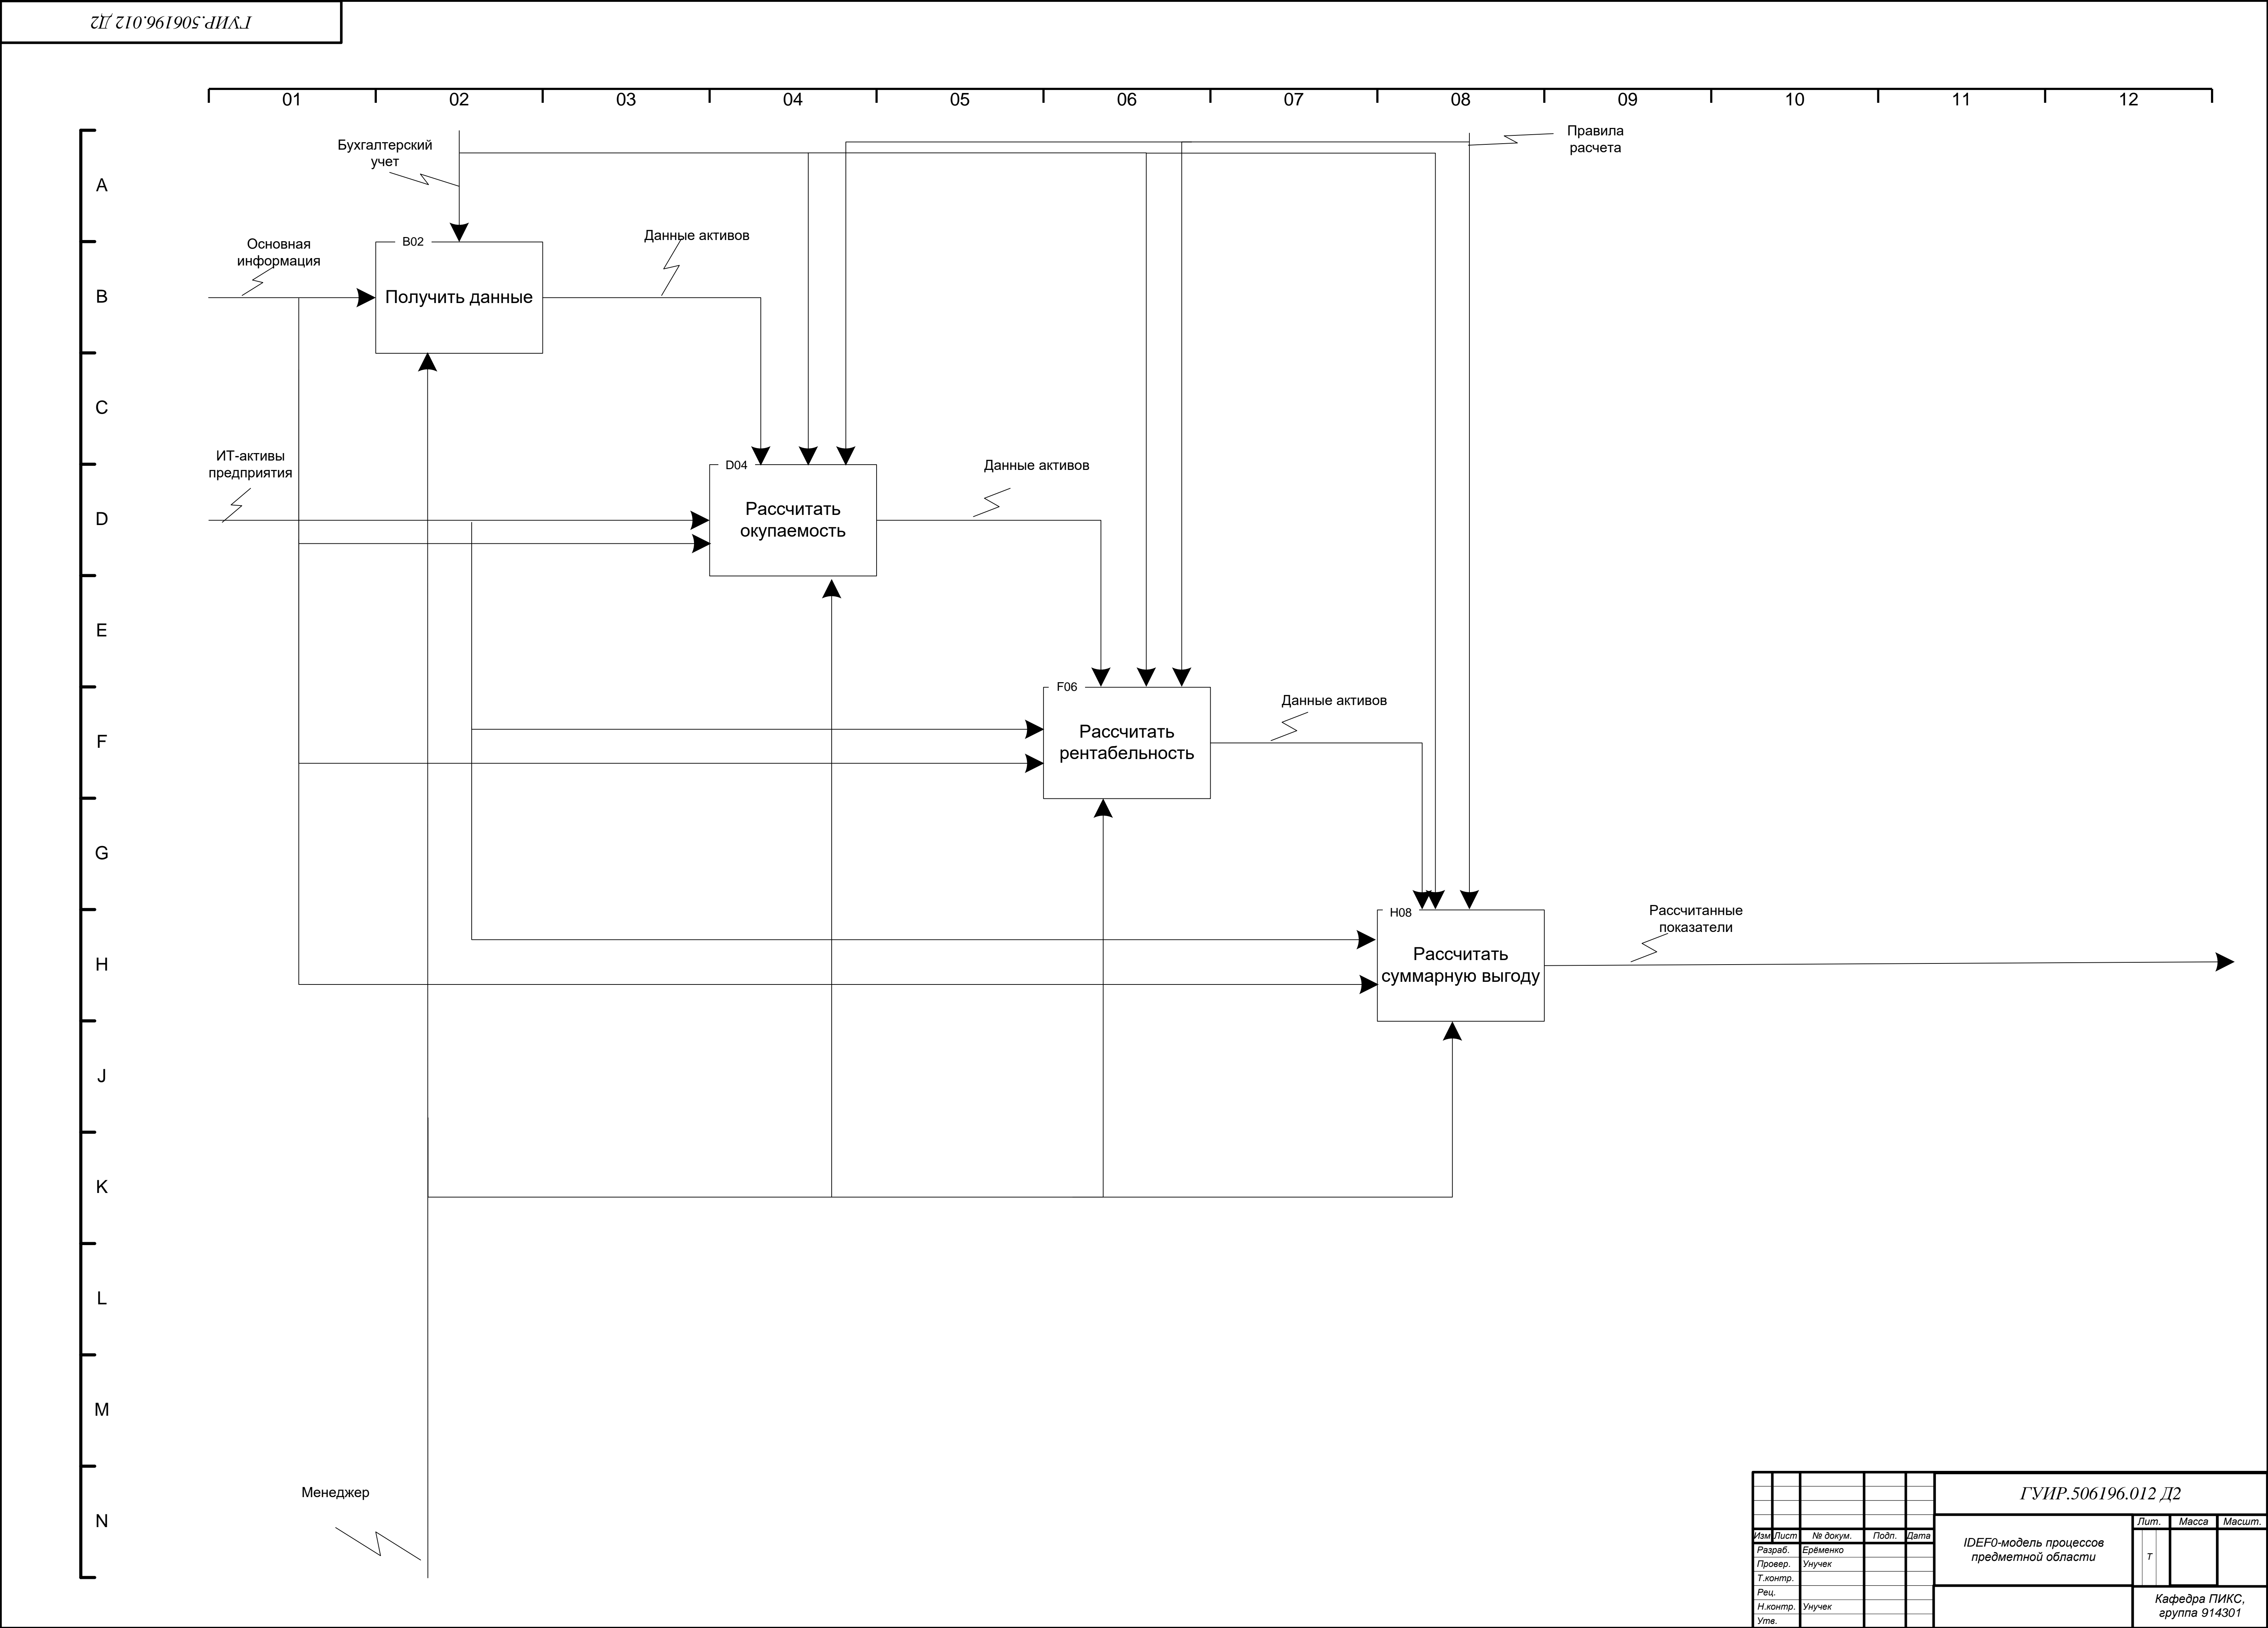 ГУИР.506196.012 Д2
01 02 03 04 05 06 07 08 09 10 11 12
Правила
расчета
Бухгалтерский
учет
A
Данные активов
B02
Основная
информация
B
Получить данные
C
ИТ-активы
предприятия
D04
Данные активов
D
Рассчитать
окупаемость
E
F06
Данные активов
F
Рассчитать
рентабельность
G
H08
Рассчитанные
показатели
H
Рассчитать
суммарную выгоду
J
K
L
M
Менеджер
N
ГУИР.506196.012 Д2
Изм Лист № докум. Подп. Дата
Лит. Масса Масшт.
IDEF0-модель процессов
предметной области
Т
Разраб. Ерёменко
Провер. Унучек
Т.контр.
Рец.
Н.контр. Унучек
Утв.
Кафедра ПИКС,
группа 914301